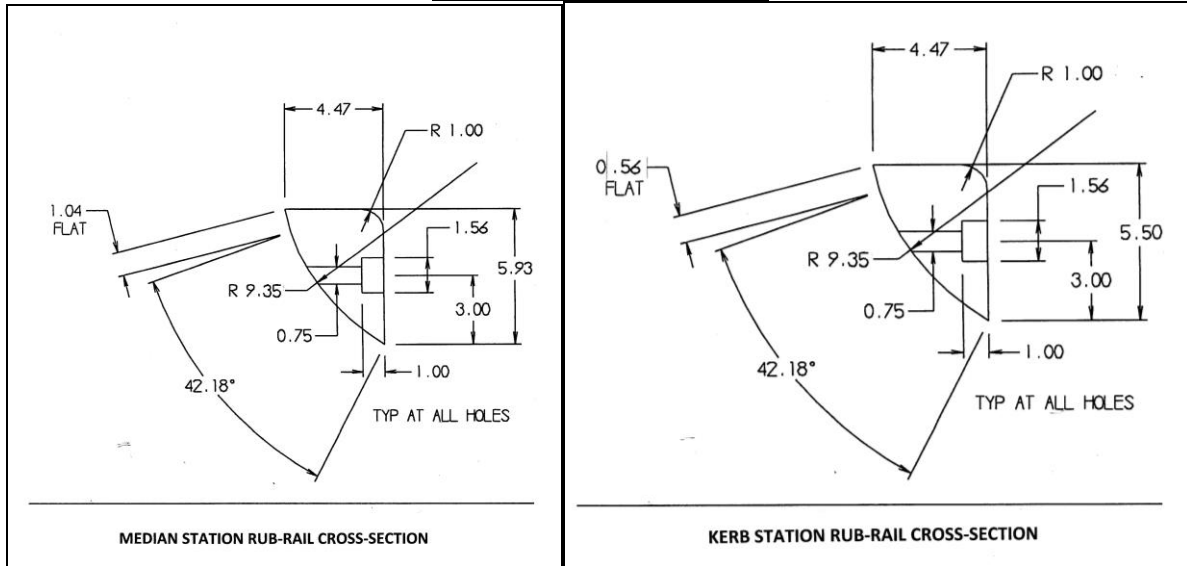 4.47
R 1.00
1.04
FLAT
1.56
5.93
R 9.35
3.00
0.75
1.00
42.18°
TYP AT ALL HOLES
MEDIAN STATION RUB-RAIL CROSS-SECTION
4.47
R 1.00
0.56
FLAT
1.56
5.50
R 9.35
3.00
0.75
1.00
42.18°
TYP AT ALL HOLES
KERB STATION RUB-RAIL CROSS-SECTION